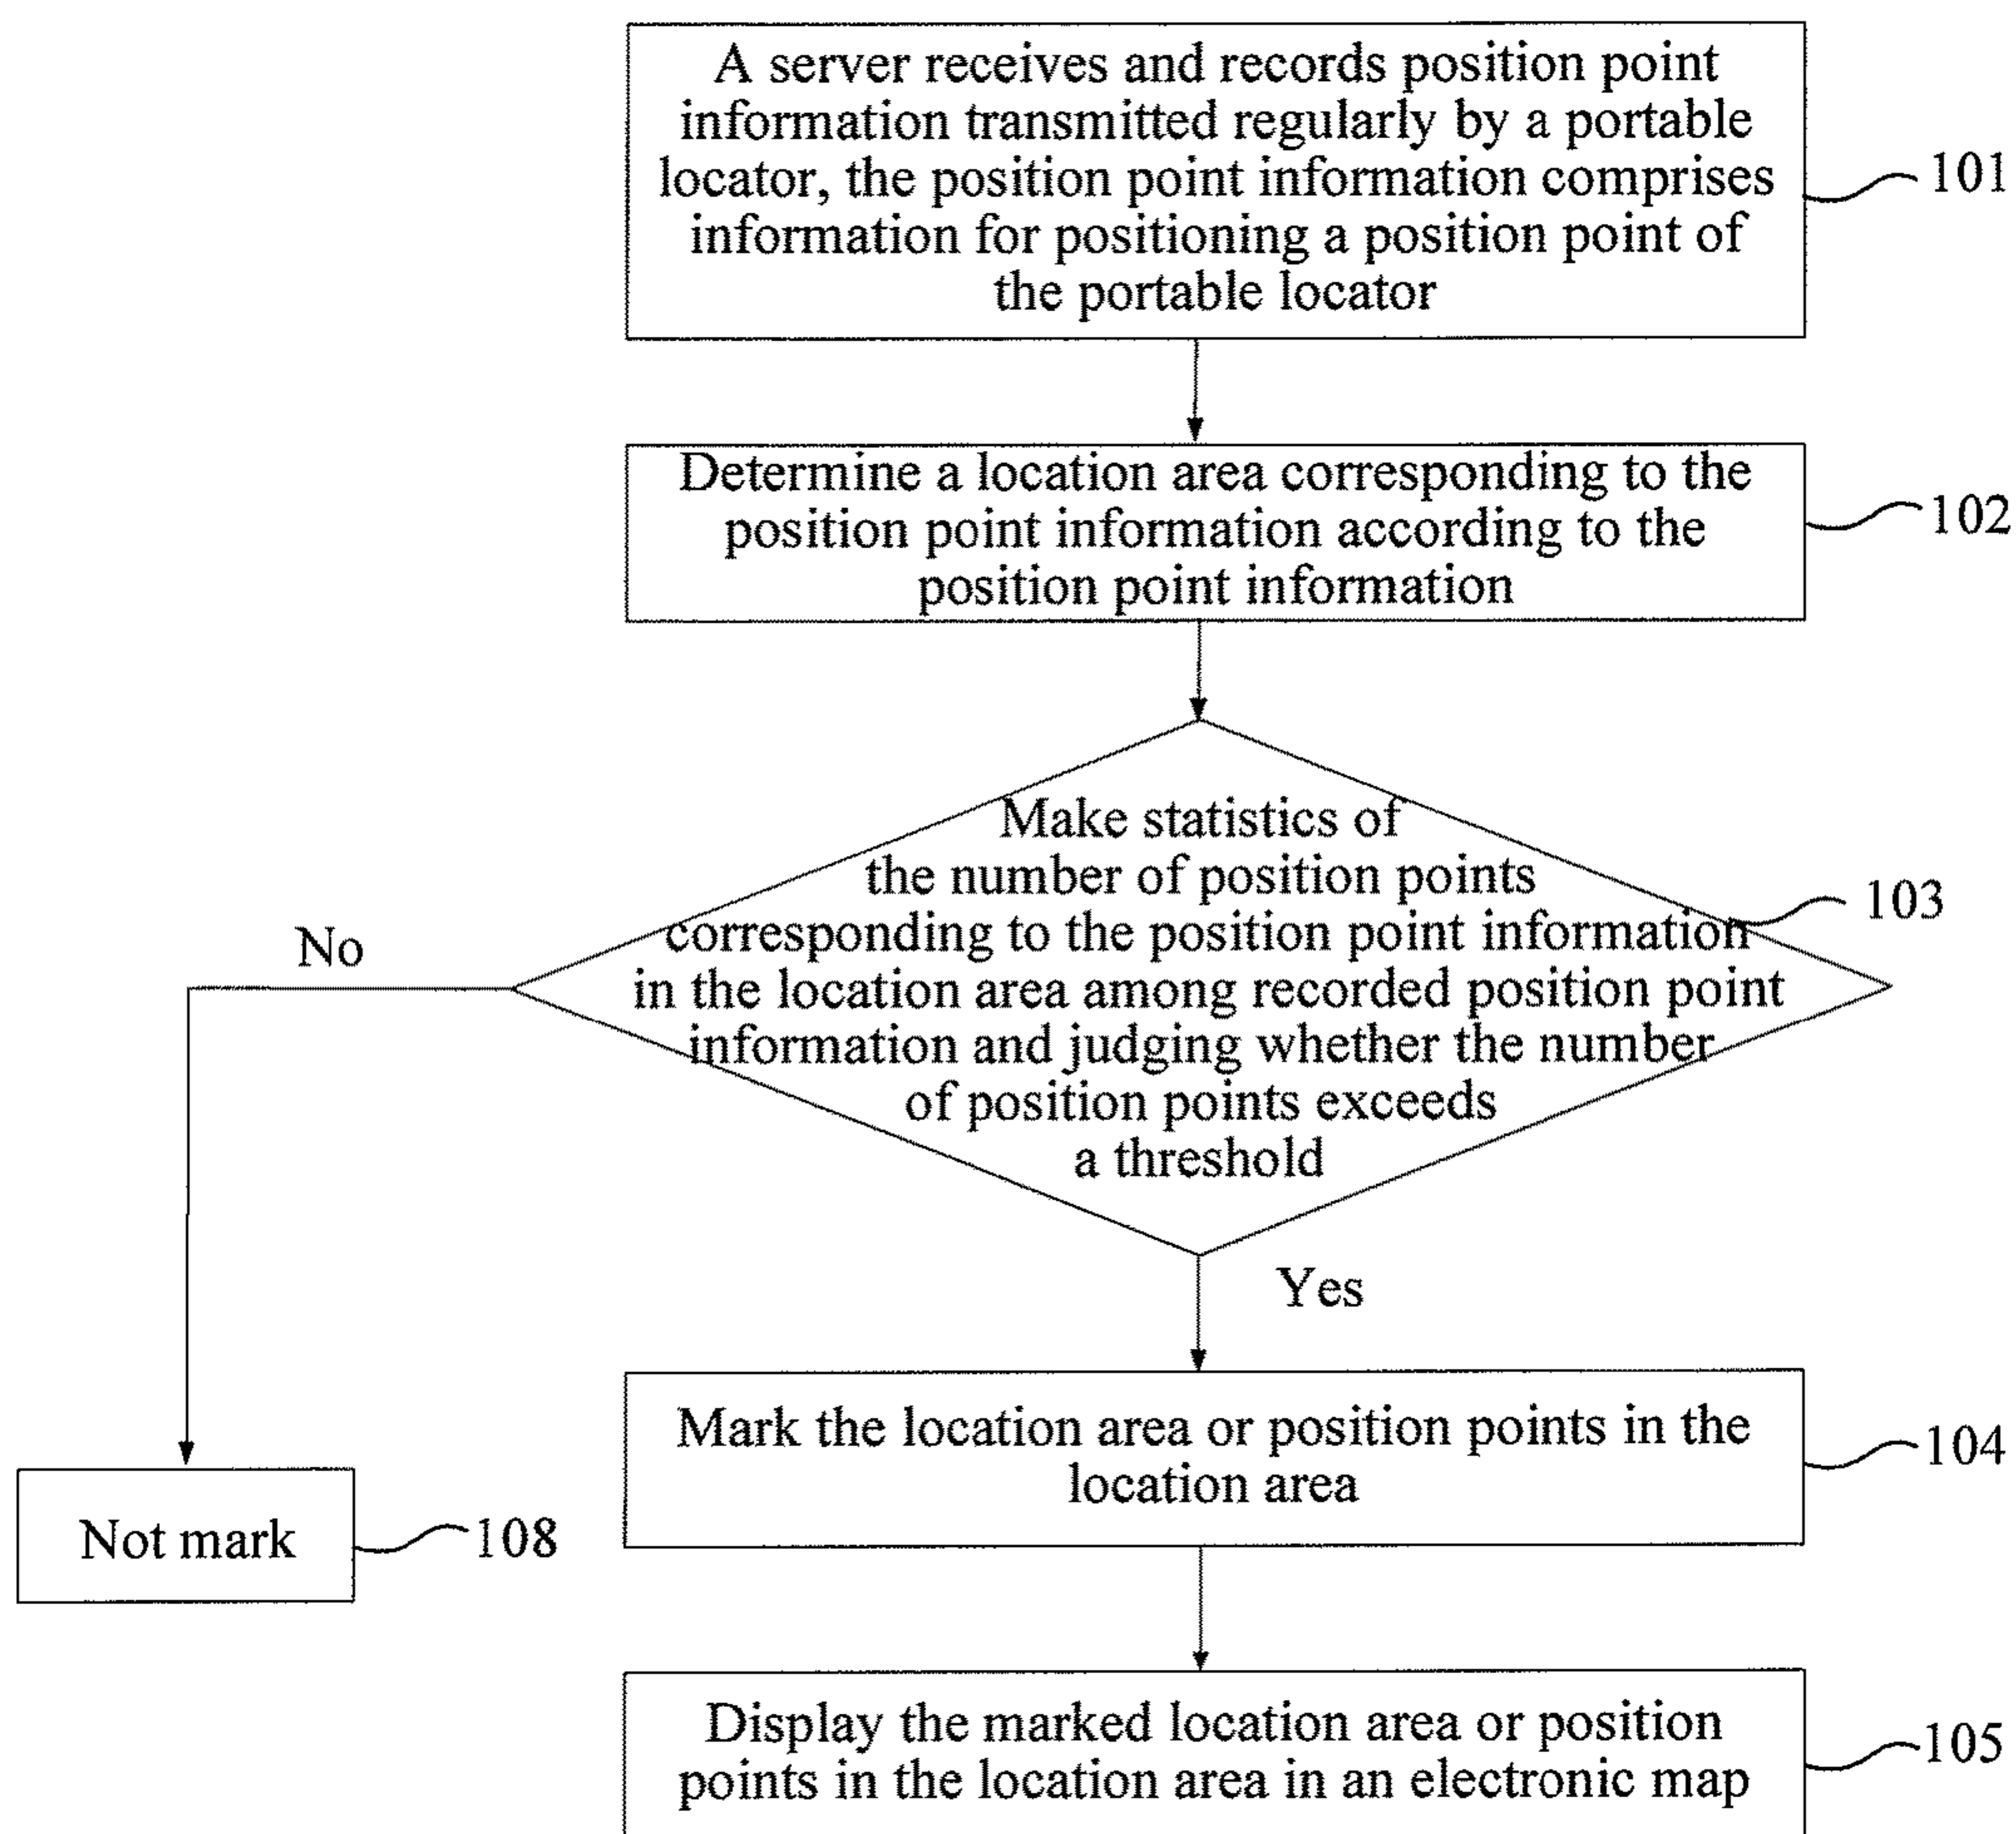 A server receives and records position point
information transmitted regularly by a portable
locator, the position point information comprises
information for positioning a position point of
the portable locator
101
Determine a location area corresponding to the
position point information according to the
position point information
102
Make statistics of
the number of position points
corresponding to the position point information
in the location area among recorded position point
information and judging whether the number
of position points exceeds
a threshold
103
No
Yes
Mark the location area or position points in the
location area
104
Not mark
108
Display the marked location area or position
points in the location area in an electronic map
105